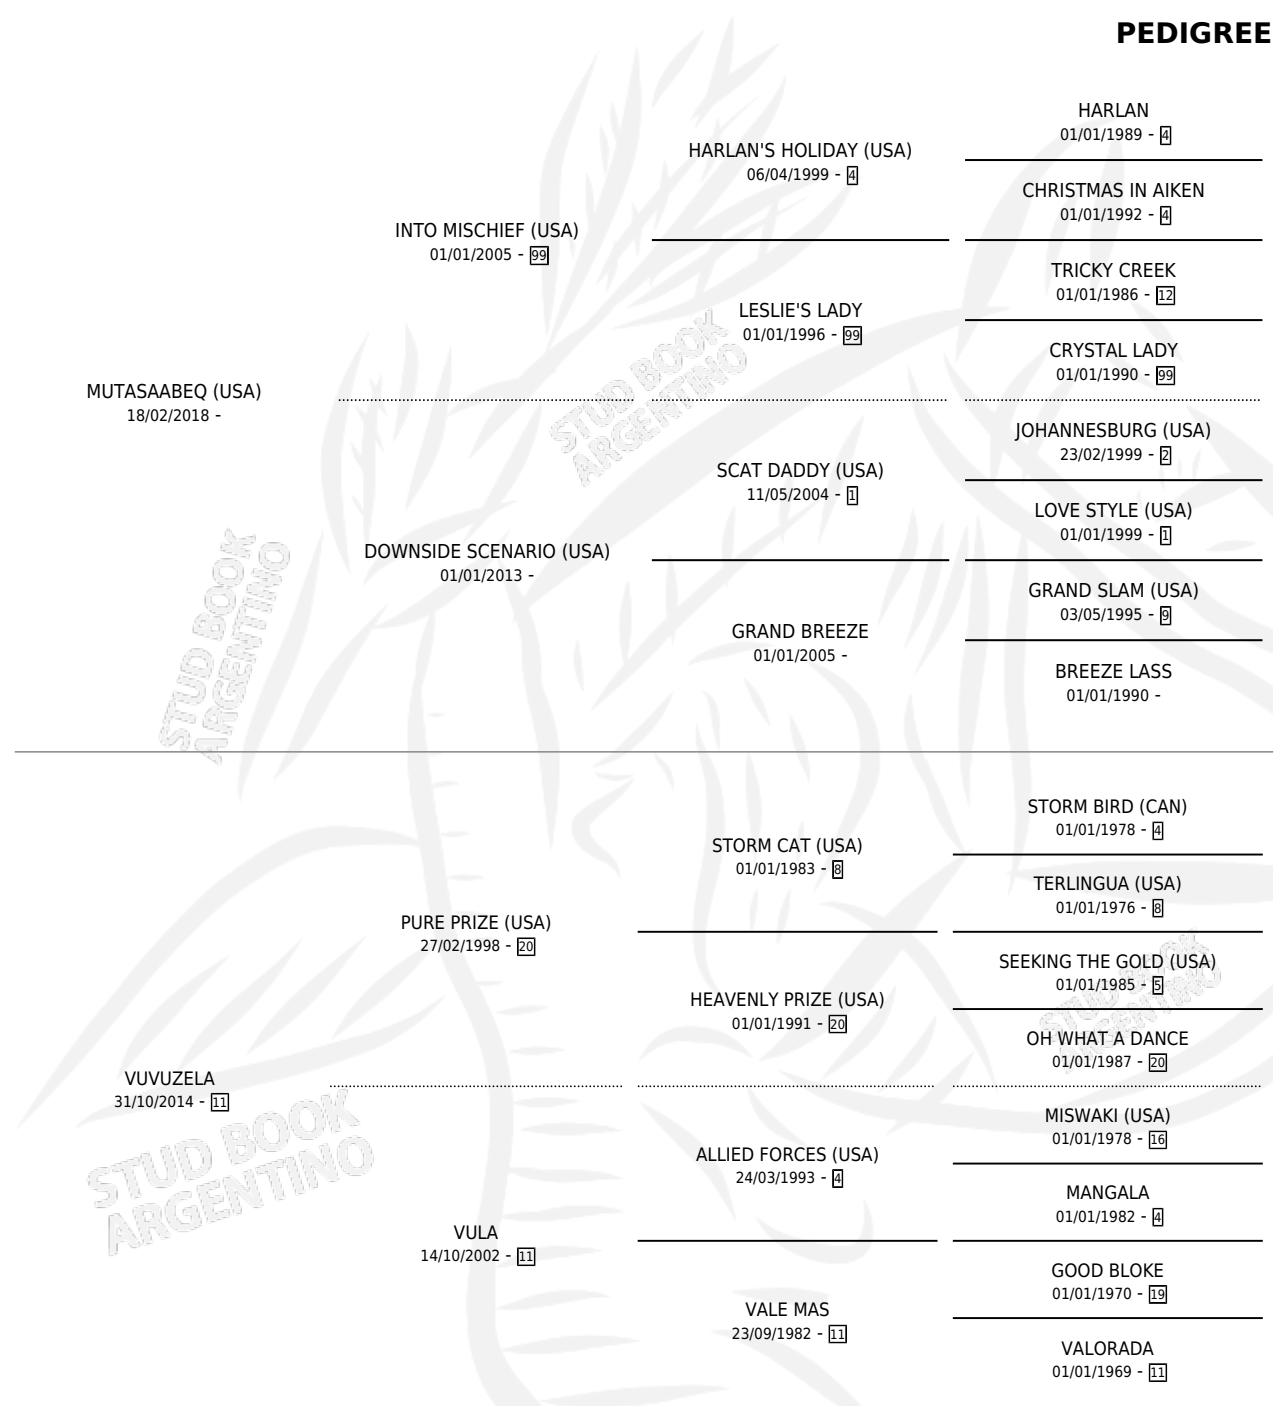 PEDIGREE
HARLAN
01/01/1989 - 4
HARLAN'S HOLIDAY (USA)
06/04/1999 - 4
CHRISTMAS IN AIKEN
01/01/1992 - 4
INTO MISCHIEF (USA)
01/01/2005 - 99
TRICKY CREEK
01/01/1986 - 12
LESLIE'S LADY
01/01/1996 - 99
CRYSTAL LADY
01/01/1990 - 99
MUTASAABEQ (USA)
18/02/2018 -
JOHANNESBURG (USA)
23/02/1999 - 2
SCAT DADDY (USA)
11/05/2004 - 1
LOVE STYLE (USA)
01/01/1999 - 1
DOWNSIDE SCENARIO (USA)
01/01/2013 -
GRAND SLAM (USA)
03/05/1995 - 9
GRAND BREEZE
01/01/2005 -
BREEZE LASS
01/01/1990 -
STUD BOOK
ARGENTINO
STUD BOOK
ARGENTINO
STORM BIRD (CAN)
01/01/1978 - 4
STORM CAT (USA)
01/01/1983 - 8
TERLINGUA (USA)
01/01/1976 - 8
PURE PRIZE (USA)
27/02/1998 - 20
SEEKING THE GOLD (USA)
01/01/1985 - 5
HEAVENLY PRIZE (USA)
01/01/1991 - 20
OH WHAT A DANCE
01/01/1987 - 20
STUD BOOK
ARGENTINO
VUVUZELA
31/10/2014 - 11
MISWAKI (USA)
01/01/1978 - 16
ALLIED FORCES (USA)
24/03/1993 - 4
MANGALA
01/01/1982 - 4
STUD BOOK
ARGENTINO
VULA
14/10/2002 - 11
GOOD BLOKE
01/01/1970 - 19
VALE MAS
23/09/1982 - 11
VALORADA
01/01/1969 - 11